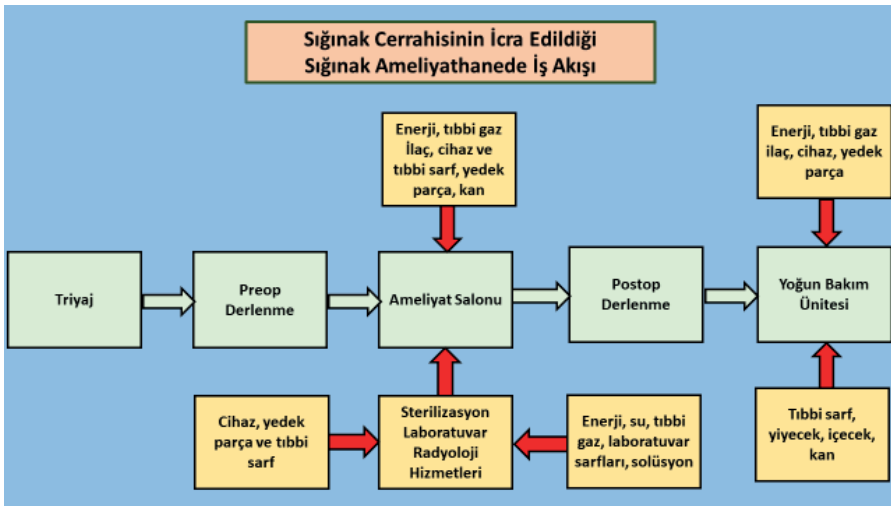 Sığınak Cerrahisinin İcra Edildiği
Sığınak Ameliyathanede İş Akışı
Enerji, tıbbi gaz
İlaç, cihaz ve
tıbbi sarf, yedek
parça, kan
Enerji, tıbbi gaz
ilaç, cihaz, yedek
parça
Triyaj
Preop
Derlenme
Ameliyat Salonu
Postop
Derlenme
Yoğun Bakım
Ünitesi
Cihaz, yedek
parça ve tıbbi
sarf
Sterilizasyon
Laboratuvar
Radyoloji
Hizmetleri
Enerji, su, tıbbi
gaz, laboratuvar
sarfları, solüsyon
Tıbbi sarf,
yiyecek, içecek,
kan